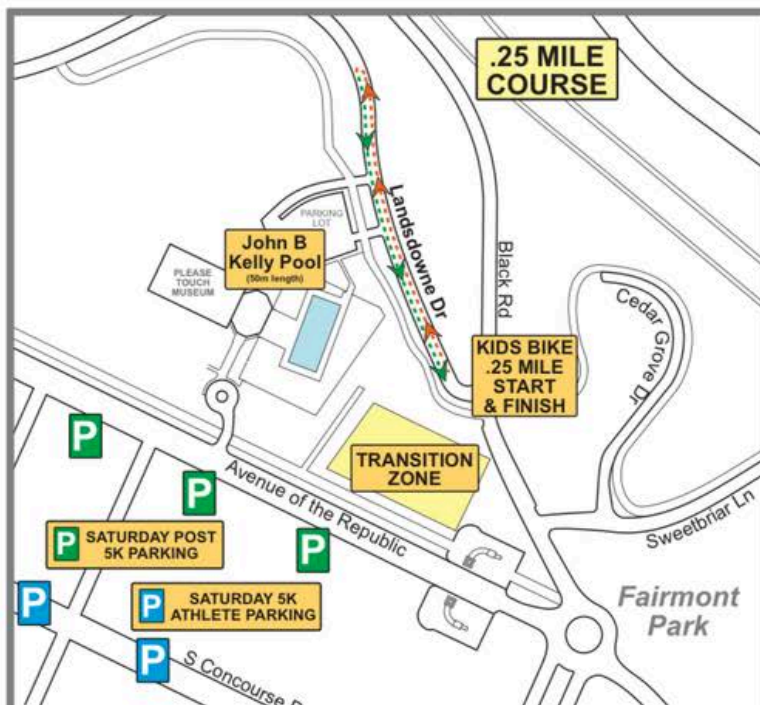 .25 MILE
COURSE
PARKING
LOT
John B
Kelly Pool
(50m length)
PLEASE
TOUCH
MUSEUM
Landsdowne Dr
Black Rd
Cedar Grove Dr
KIDS BIKE
.25 MILE
START
& FINISH
TRANSITION
ZONE
P
P
P
Avenue of the Republic
Sweetbriar Ln
P SATURDAY POST
5K PARKING
P SATURDAY 5K
ATHLETE PARKING
P
P
Fairmont
Park
S Concourse